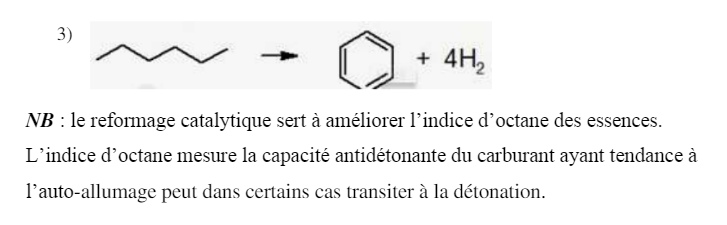 3)
+ 4H₂
NB : le reformage catalytique sert à améliorer l'indice d'octane des essences.
L'indice d'octane mesure la capacité antidétonante du carburant ayant tendance à
l'auto-allumage peut dans certains cas transiter à la détonation.